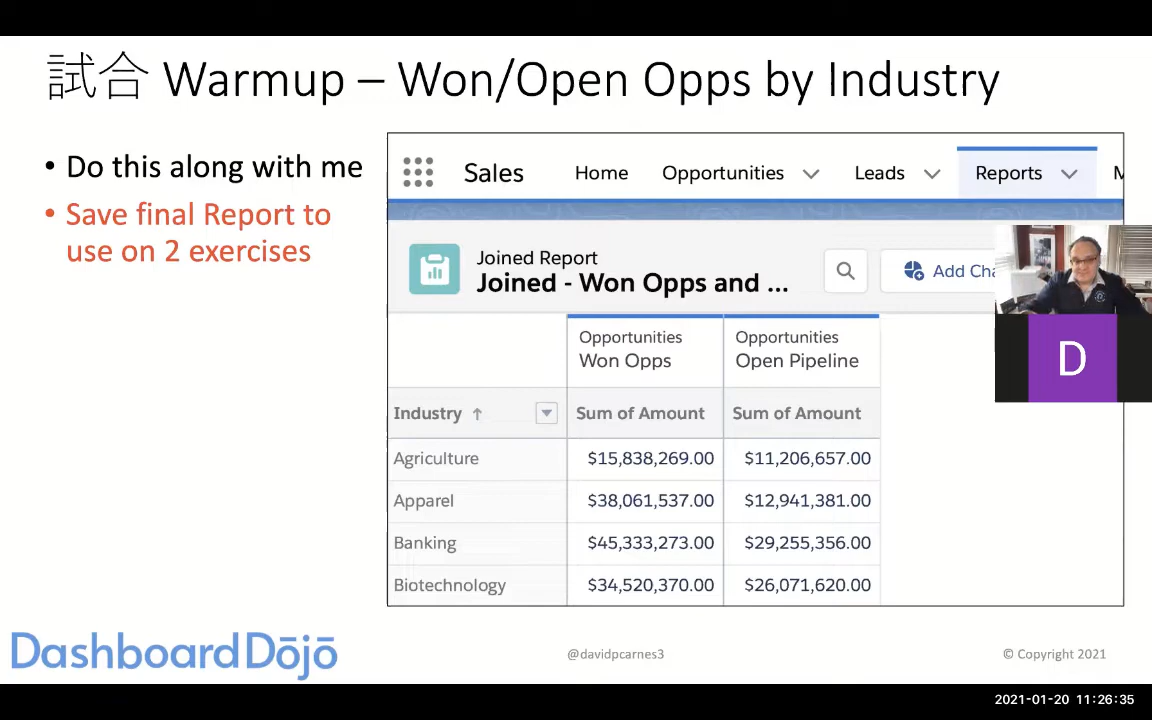 試合 Warmup – Won/Open Opps by Industry
• Do this along with me
• Save final Report to
use on 2 exercises
Sales Home Opportunities Leads Reports M
Joined Report
Joined - Won Opps and ...
Add Cha
Opportunities Opportunities
Won Opps Open Pipeline
Industry ↑ Sum of Amount Sum of Amount
Agriculture $15,838,269.00 $11,206,657.00
Apparel $38,061,537.00 $12,941,381.00
Banking $45,333,273.00 $29,255,356.00
Biotechnology $34,520,370.00 $26,071,620.00
D
DashboardDōjō
@davidpcarnes3
© Copyright 2021
2021-01-20 11:26:35